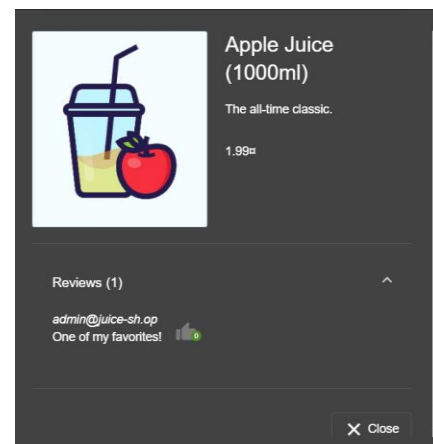 Apple Juice
(1000ml)
The all-time classic.
1.99¤
Reviews (1)
admin@juice-sh.op
One of my favorites!
0
Close